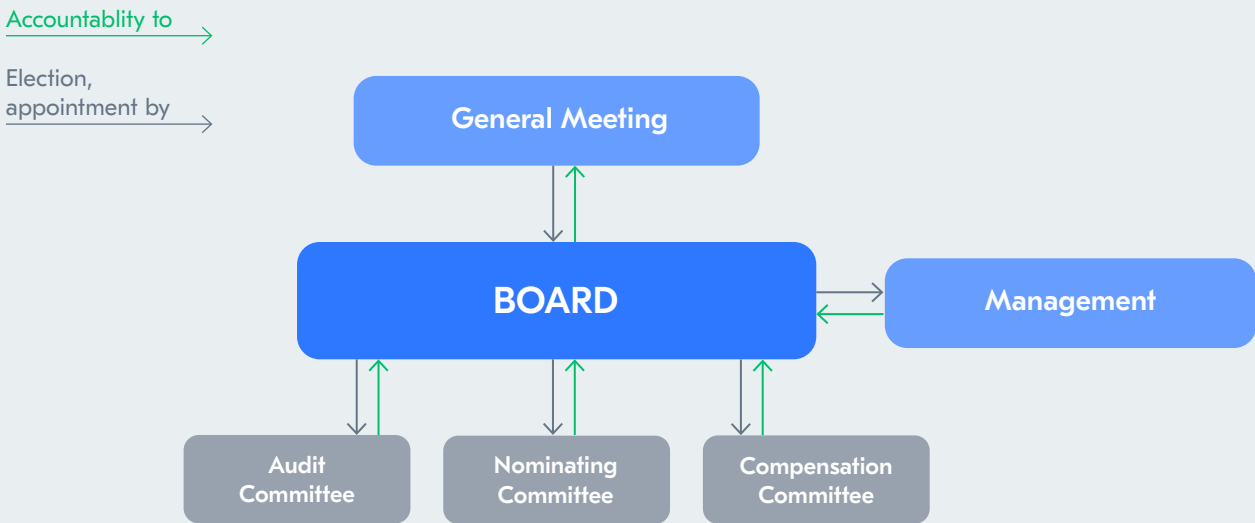 Accountablity to
Election,
appointment by
General Meeting
BOARD
Management
Audit
Committee
Nominating
Committee
Compensation
Committee